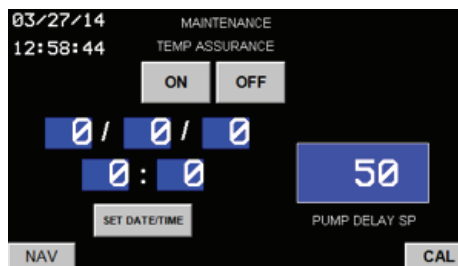 03/27/14 MAINTENANCE
12:58:44 TEMP ASSURANCE
ON OFF
0 / 0 / 0
0 : 0
50
SET DATE/TIME PUMP DELAY SP
NAV CAL